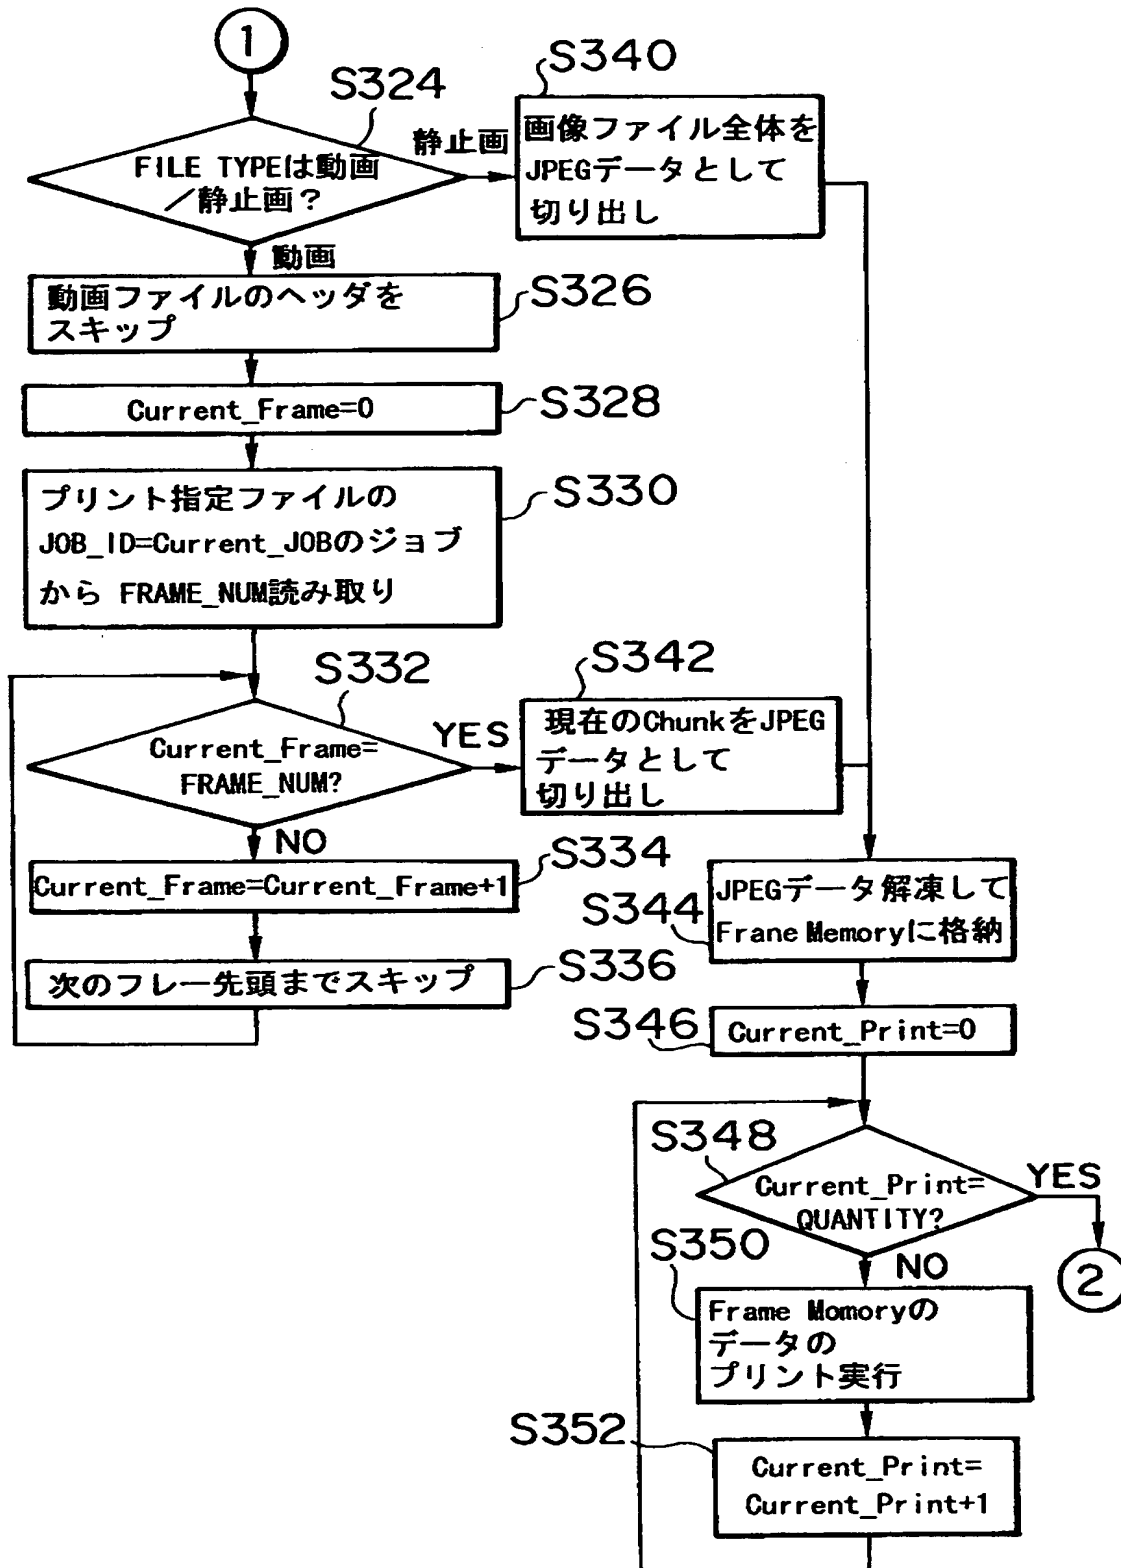 1
S324
FILE TYPEは動画
／静止画？
静止画
S340
画像ファイル全体を
JPEGデータとして
切り出し
動画
動画ファイルのヘッダを
スキップ
S326
Current_Frame=0
S328
プリント指定ファイルの
JOB_ID=Current_JOBのジョブ
から FRAME_NUM読み取り
S330
S332
Current_Frame=
FRAME_NUM?
YES
S342
現在のChunkをJPEG
データとして
切り出し
NO
Current_Frame=Current_Frame+1
S334
次のフレー先頭までスキップ
S336
JPEGデータ解凍して
Frane Memoryに格納
S344
S346
Current_Print=0
S348
Current_Print=
QUANTITY?
YES
2
NO
S350
Frame Momoryの
データの
プリント実行
S352
Current_Print=
Current_Print+1